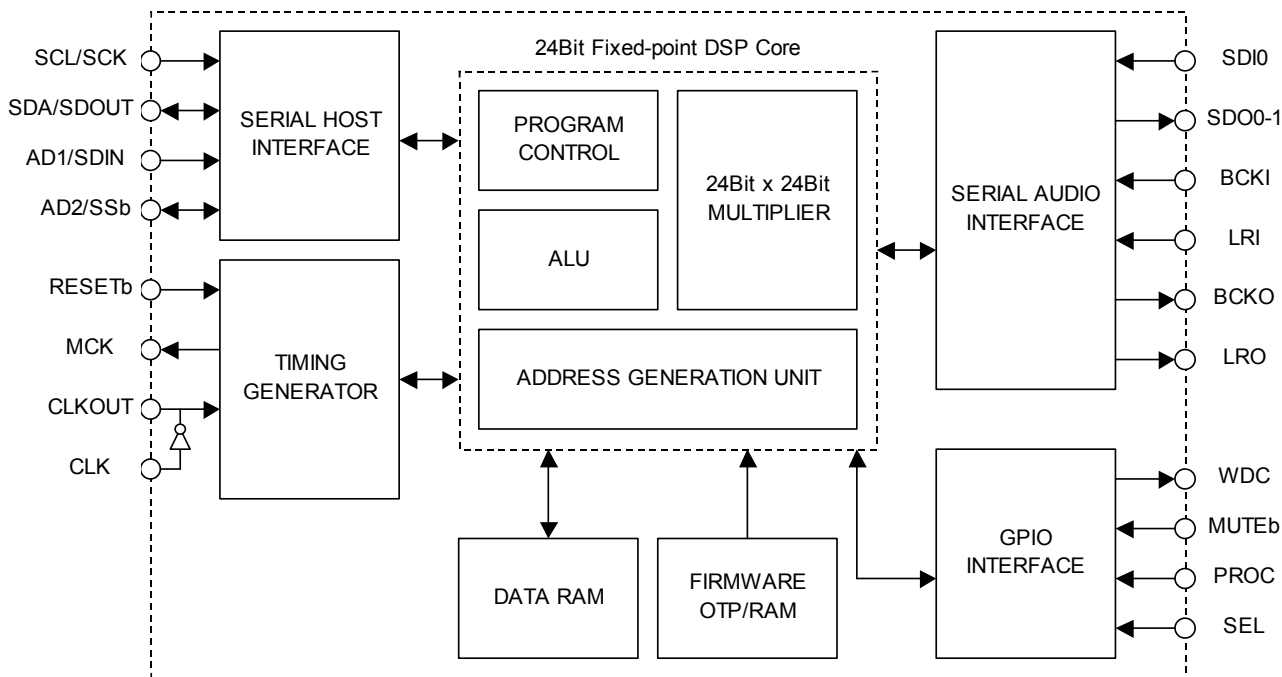 24Bit Fixed-point DSP Core
SCL/SCK
SDA/SDOUT
AD1/SDIN
AD2/SSb
SERIAL HOST
INTERFACE
RESETb
MCK
CLKOUT
CLK
TIMING
GENERATOR
PROGRAM
CONTROL
ALU
24Bit x 24Bit
MULTIPLIER
ADDRESS GENERATION UNIT
DATA RAM
FIRMWARE
OTP/RAM
SERIAL AUDIO
INTERFACE
SDI0
SDO0-1
BCKI
LRI
BCKO
LRO
GPIO
INTERFACE
WDC
MUTEb
PROC
SEL